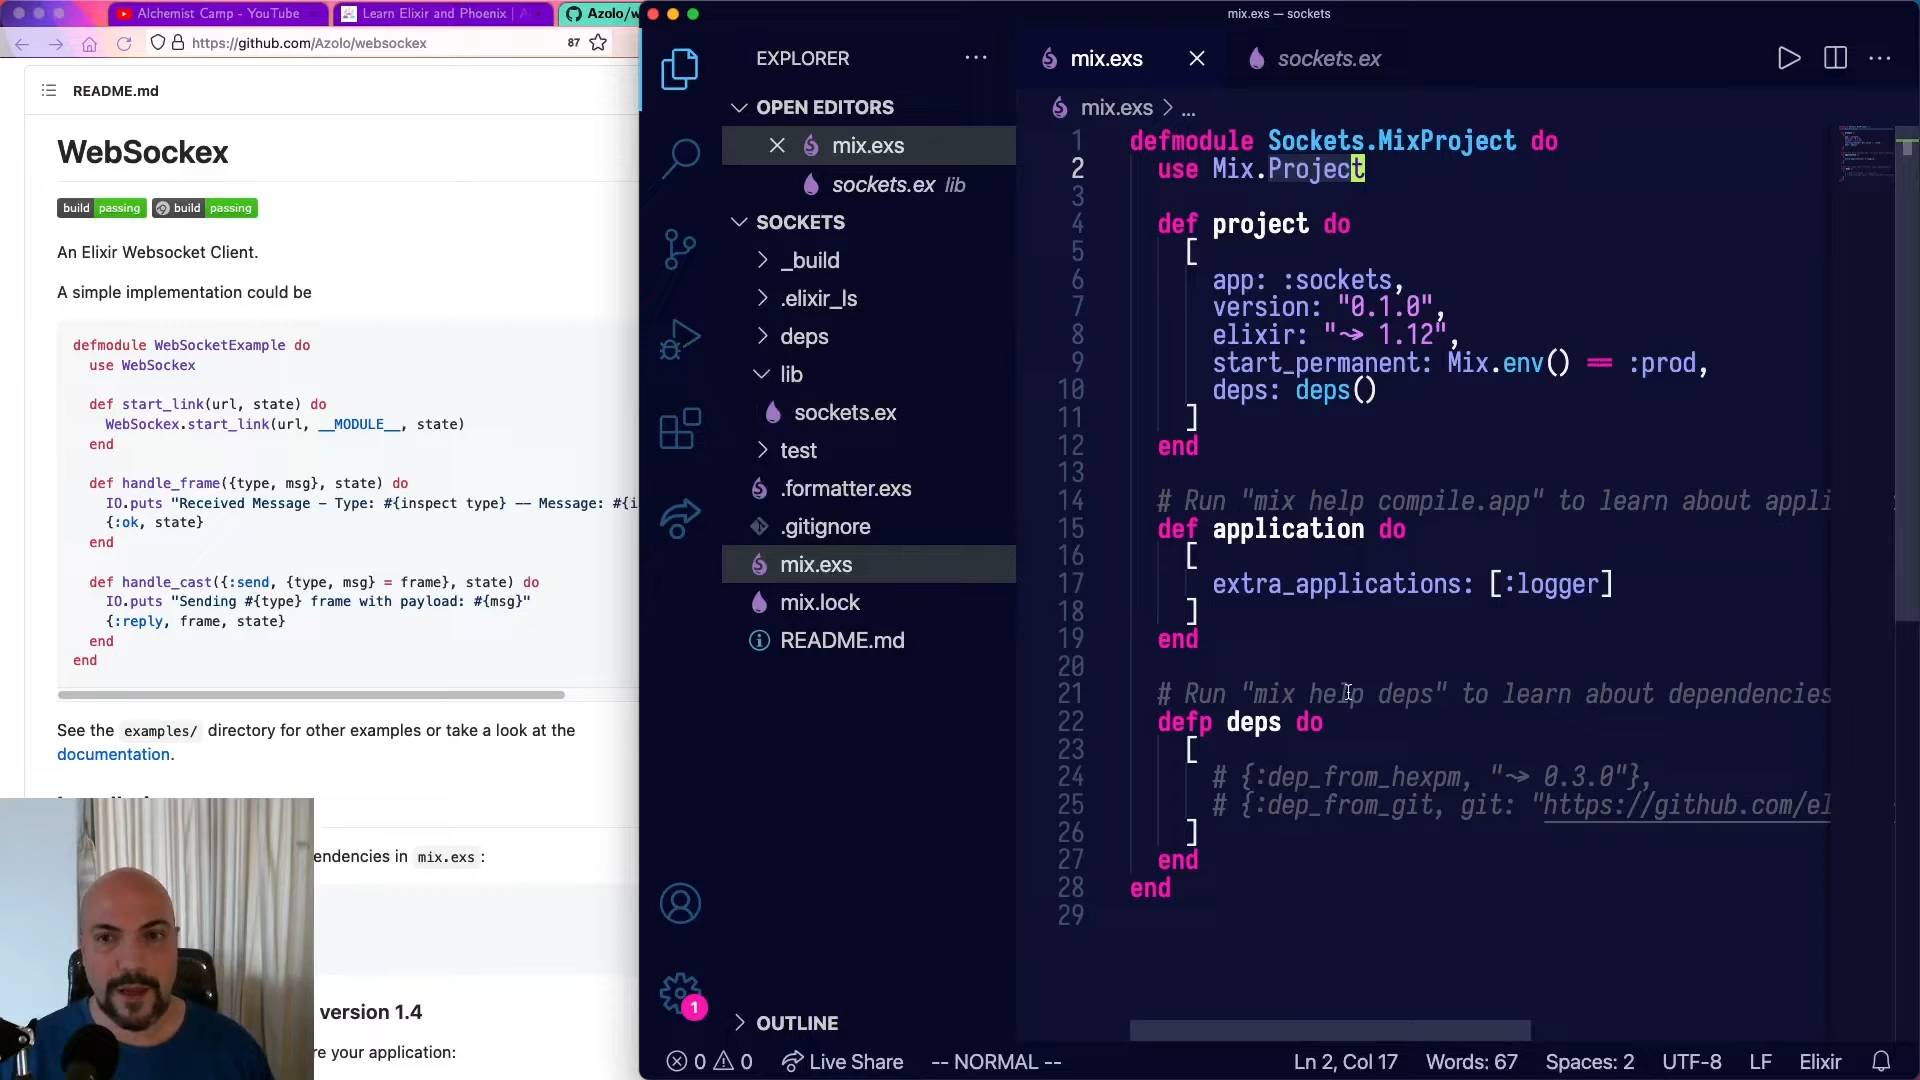 Alchemist Camp - YouTube
Learn Elixir and Phoenix | A
Azolo/w
https://github.com/Azolo/websockex
87
README.md
WebSockex
build passing
build passing
An Elixir Websocket Client.
A simple implementation could be
defmodule WebSocketExample do
use WebSockex
def start_link(url, state) do
WebSockex.start_link(url, __MODULE__, state)
end
def handle_frame({type, msg}, state) do
IO.puts "Received Message - Type: #{inspect type} -- Message: #{i
{:ok, state}
end
def handle_cast({:send, {type, msg} = frame}, state) do
IO.puts "Sending #{type} frame with payload: #{msg}"
{:reply, frame, state}
end
end
See the examples/ directory for other examples or take a look at the
documentation.
endencies in mix.exs :
version 1.4
re your application:
mix.exs — sockets
EXPLORER
OPEN EDITORS
mix.exs
sockets.ex lib
SOCKETS
_build
.elixir_ls
deps
lib
sockets.ex
test
.formatter.exs
.gitignore
mix.exs
mix.lock
README.md
OUTLINE
1
mix.exs
sockets.ex
mix.exs > ...
1 defmodule Sockets.MixProject do
2 use Mix.Project
3
4 def project do
5 [
6 app: :sockets,
7 version: "0.1.0",
8 elixir: "~> 1.12",
9 start_permanent: Mix.env() == :prod,
10 deps: deps()
11 ]
12 end
13
14 # Run "mix help compile.app" to learn about appli
15 def application do
16 [
17 extra_applications: [:logger]
18 ]
19 end
20
21 # Run "mix help deps" to learn about dependencies
22 defp deps do
23 [
24 # {:dep_from_hexpm, "~> 0.3.0"},
25 # {:dep_from_git, git: "https://github.com/el
26 ]
27 end
28 end
29
0 0 Live Share -- NORMAL -- Ln 2, Col 17 Words: 67 Spaces: 2 UTF-8 LF Elixir